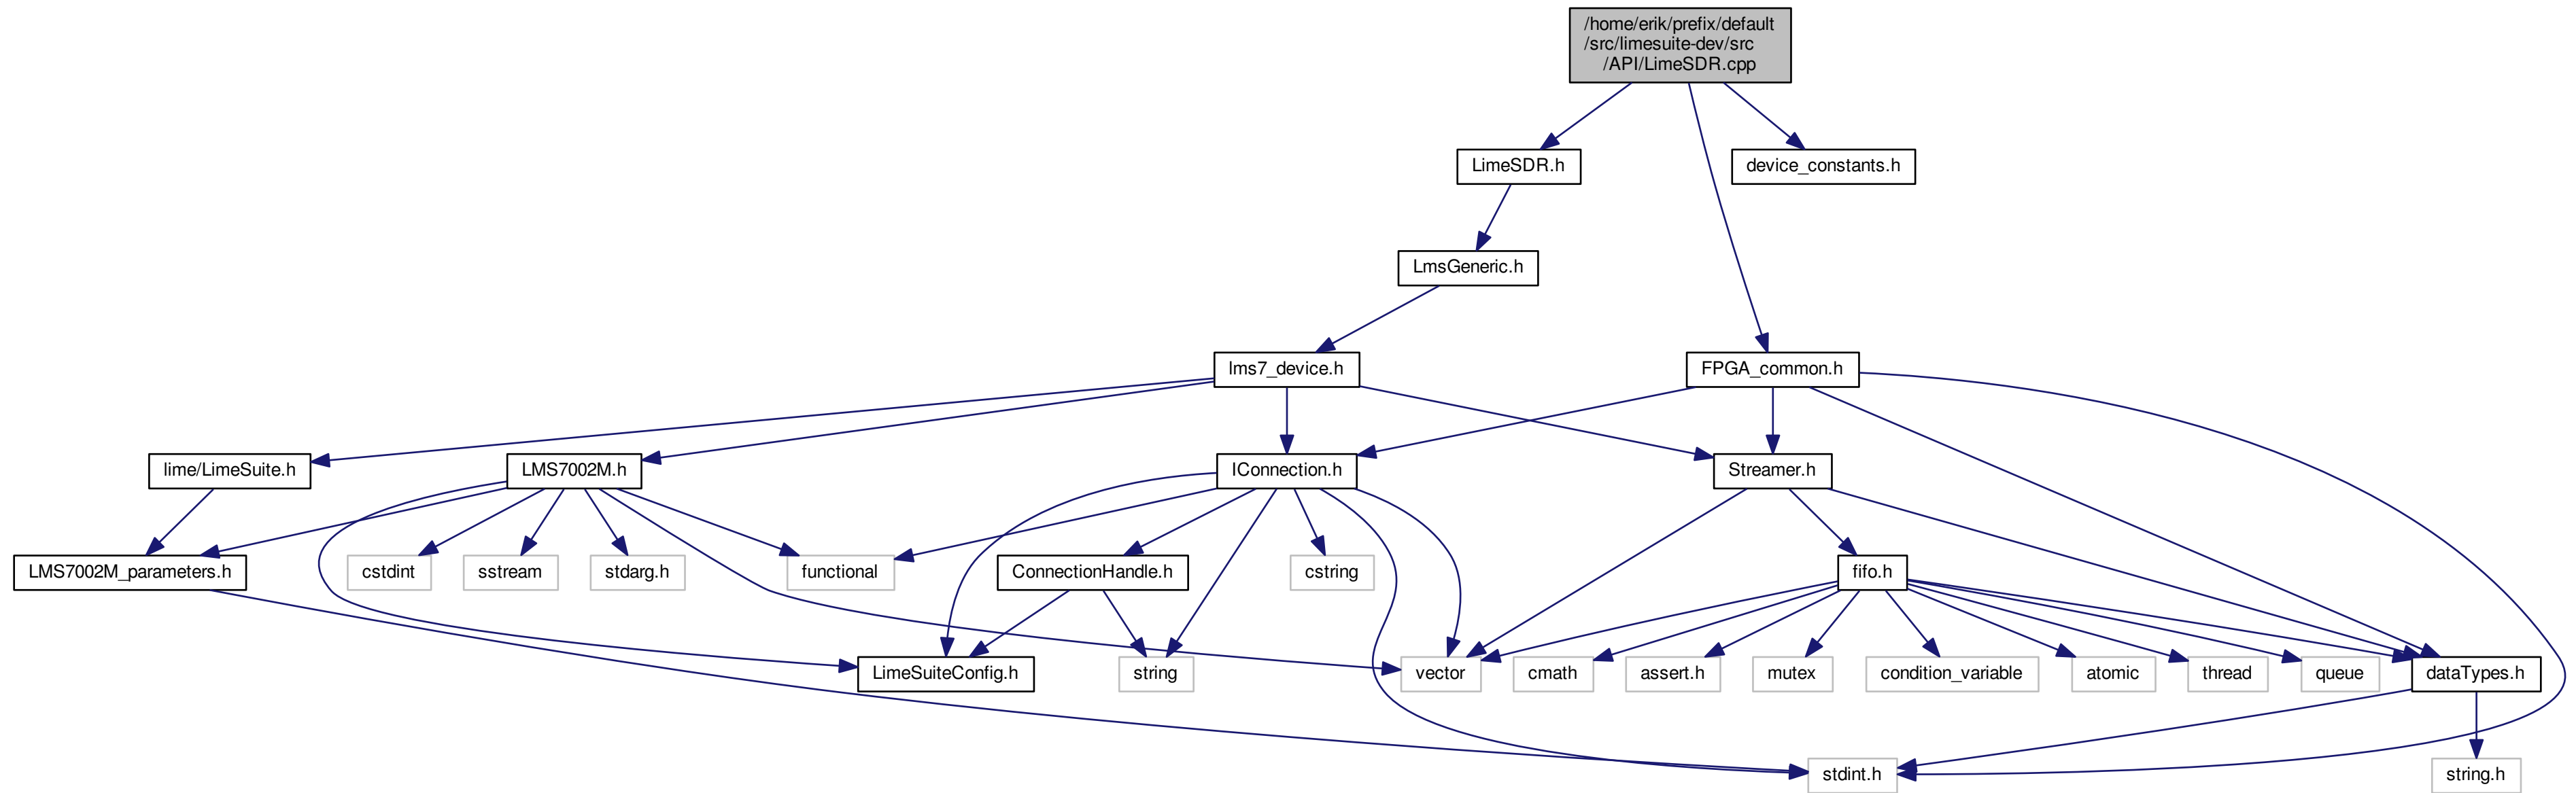 /home/erik/prefix/default
/src/limesuite-dev/src
/API/LimeSDR.cpp
LimeSDR.h
device_constants.h
LmsGeneric.h
lms7_device.h
FPGA_common.h
lime/LimeSuite.h
LMS7002M.h
IConnection.h
Streamer.h
LMS7002M_parameters.h
cstdint
sstream
stdarg.h
functional
ConnectionHandle.h
cstring
fifo.h
LimeSuiteConfig.h
string
vector
cmath
assert.h
mutex
condition_variable
atomic
thread
queue
dataTypes.h
stdint.h
string.h